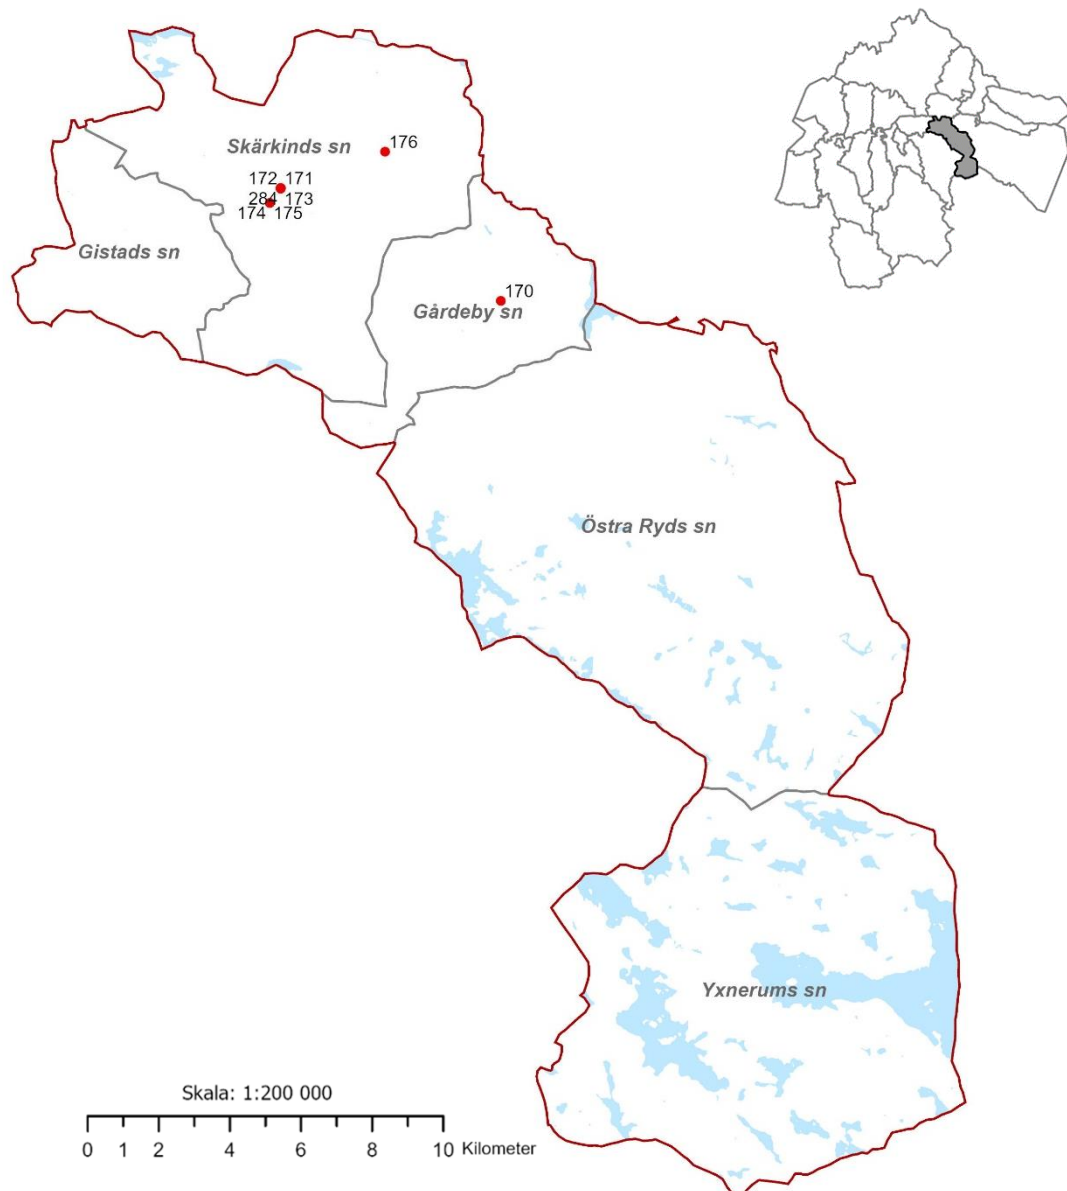 Skärkinds sn
176
172 171
284 173
174 175
Gistads sn
170
Gårdeby sn
Östra Ryds sn
Yxnerums sn
Skala: 1:200 000
0 1 2 4 6 8 10 Kilometer